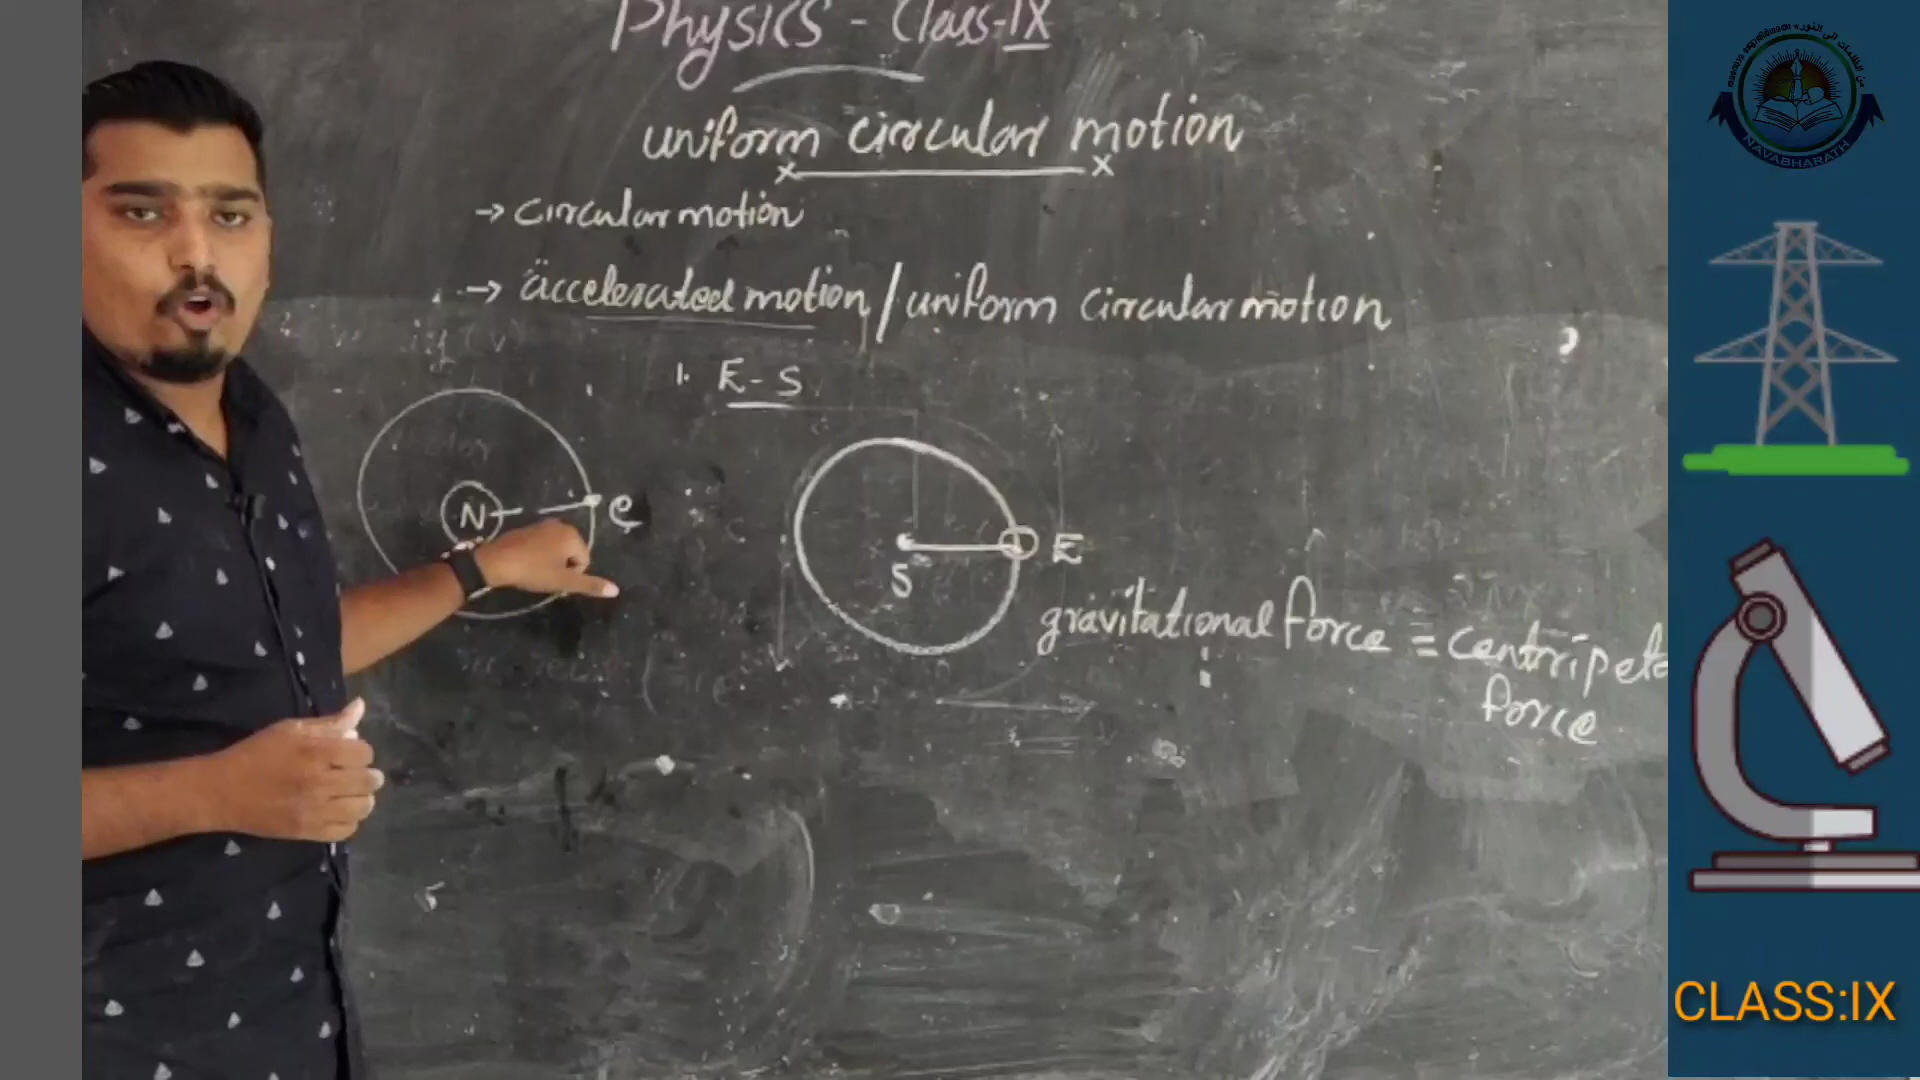 Physics - Class-IX
uniform circular motion
→ circular motion
→ accelerated motion / uniform circular motion
1. E - S
N
e
S
E
gravitational force = centripeta
force
NAVABHARATH
CLASS:IX